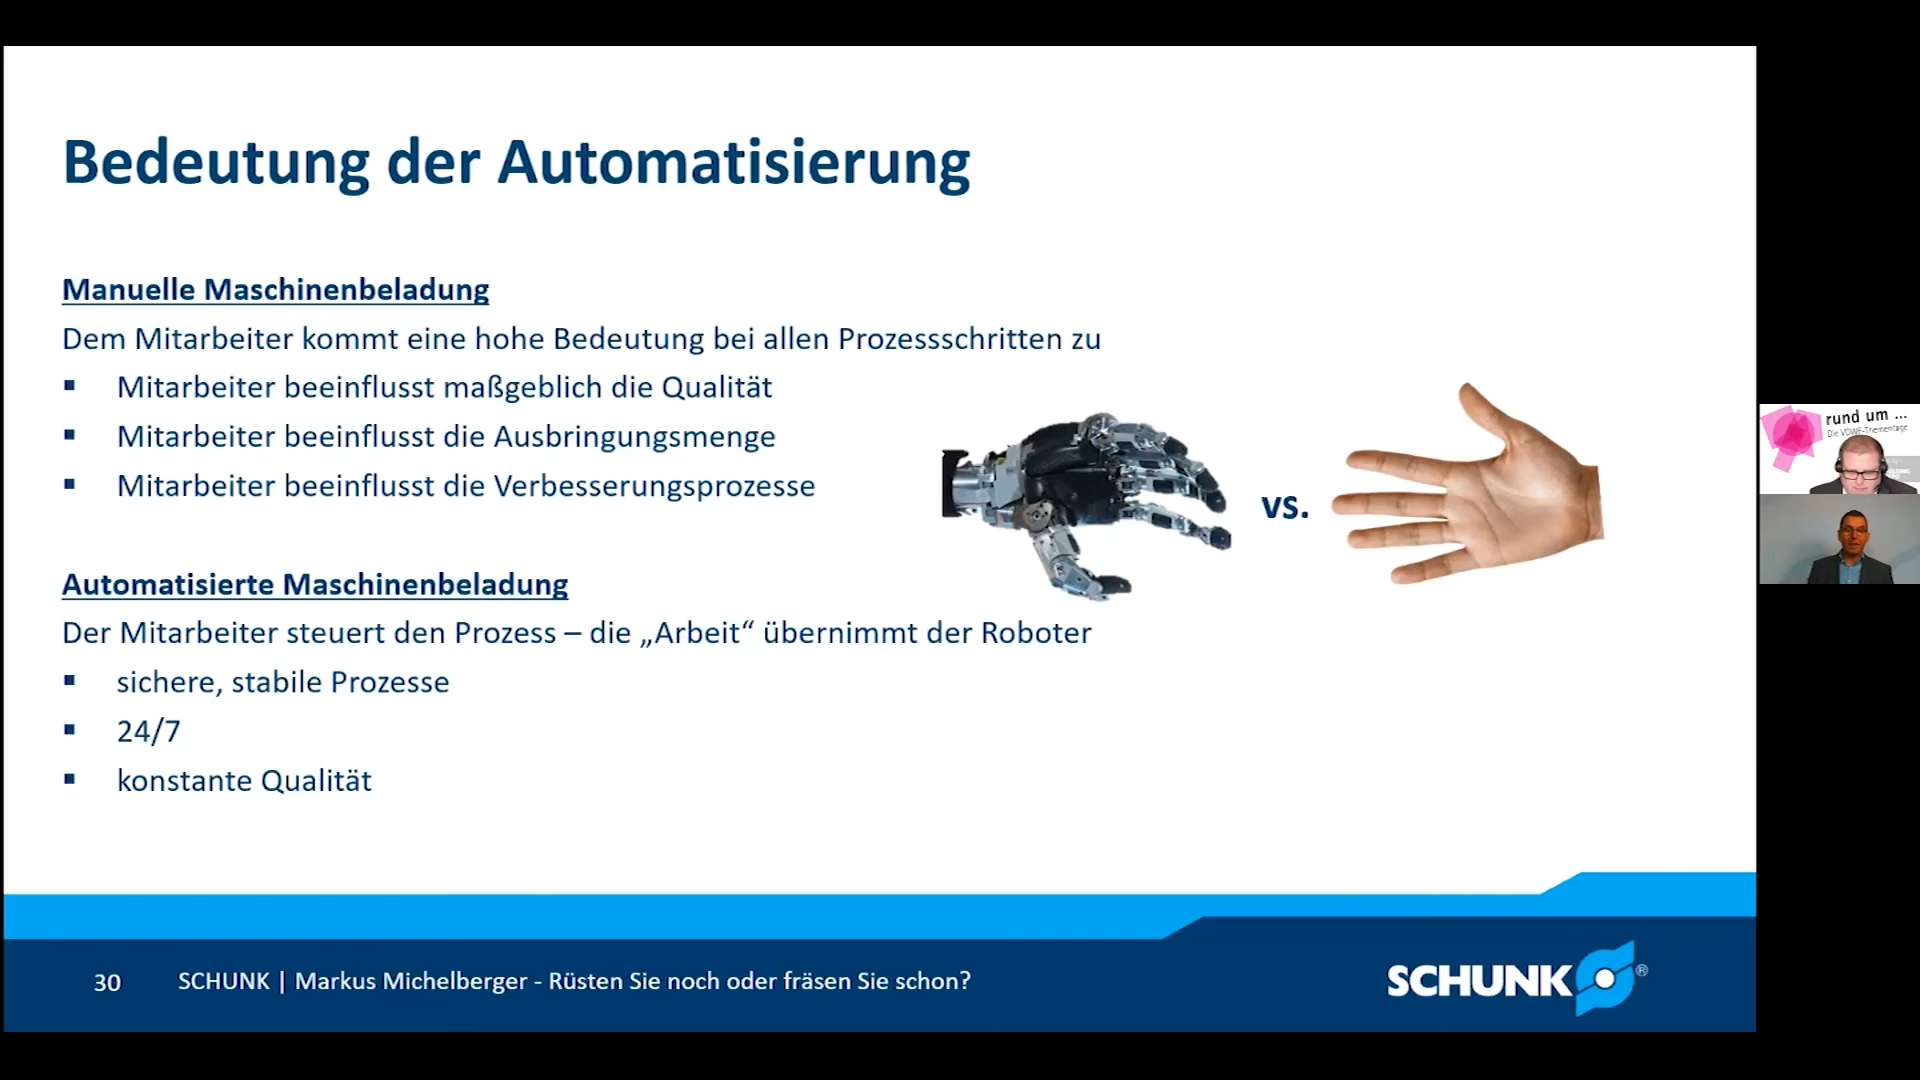 Bedeutung der Automatisierung
Manuelle Maschinenbeladung
Dem Mitarbeiter kommt eine hohe Bedeutung bei allen Prozessschritten zu
▪ Mitarbeiter beeinflusst maßgeblich die Qualität
▪ Mitarbeiter beeinflusst die Ausbringungsmenge
▪ Mitarbeiter beeinflusst die Verbesserungsprozesse
vs.
Automatisierte Maschinenbeladung
Der Mitarbeiter steuert den Prozess – die „Arbeit“ übernimmt der Roboter
▪ sichere, stabile Prozesse
▪ 24/7
▪ konstante Qualität
30 SCHUNK | Markus Michelberger - Rüsten Sie noch oder fräsen Sie schon?
SCHUNK ®
rund um ...
Die VDWF-Thementage